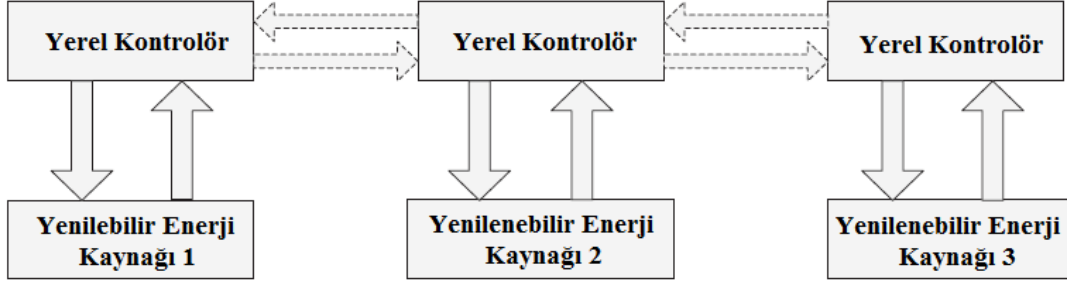 Yerel Kontrolör
Yerel Kontrolör
Yerel Kontrolör
Yenilebilir Enerji
Kaynağı 1
Yenilenebilir Enerji
Kaynağı 2
Yenilenebilir Enerji
Kaynağı 3